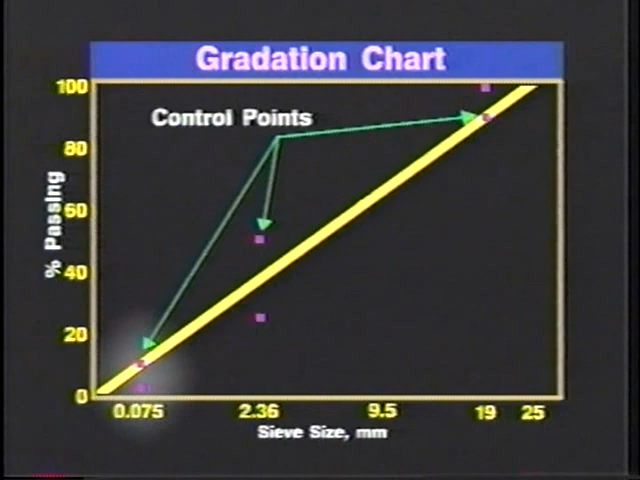 Gradation Chart
100
Control Points
80
% Passing
60
40
20
0
0.075 2.36 9.5 19 25
Sieve Size, mm